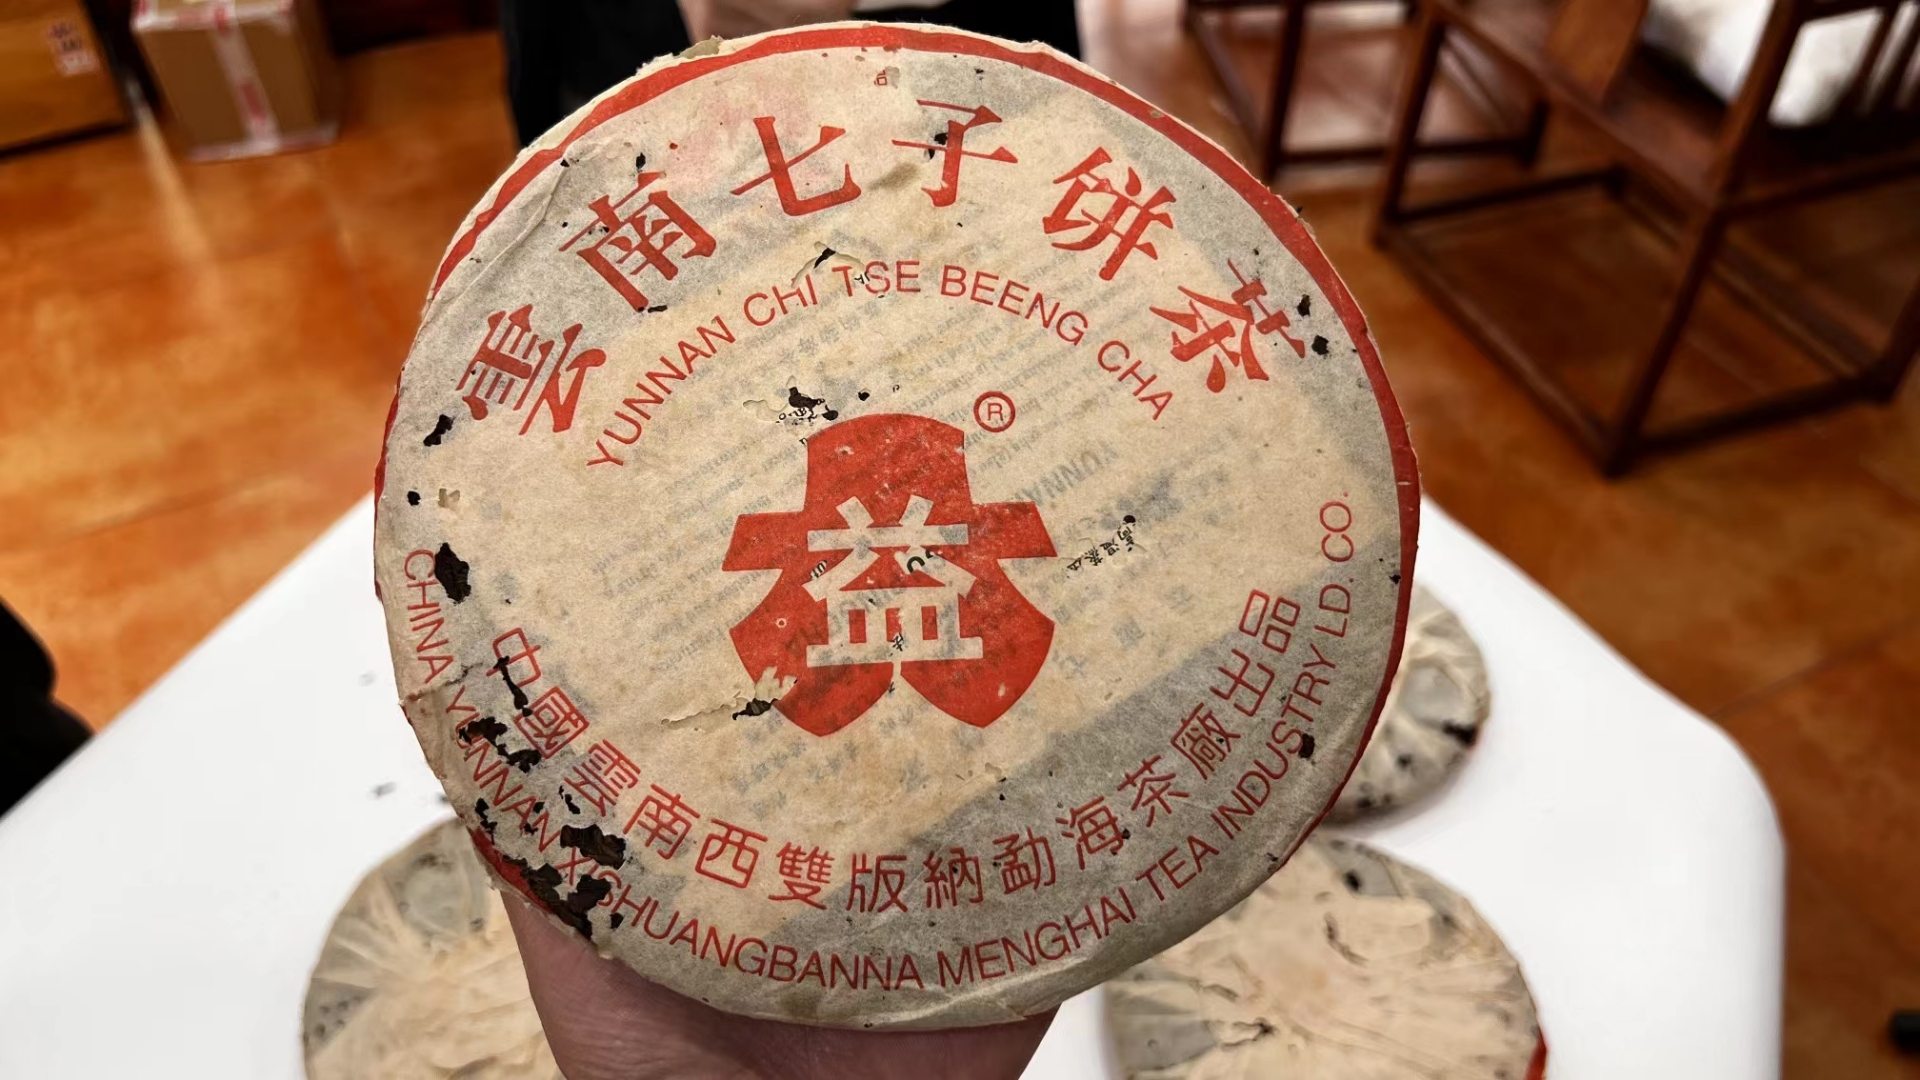 雲南七子餅茶
YUNNAN CHI TSE BEENG CHA
®
益
中國雲南西雙版納勐海茶廠出品
CHINA YUNNAN XISHUANGBANNA MENGHAI TEA INDUSTRY LD.CO.